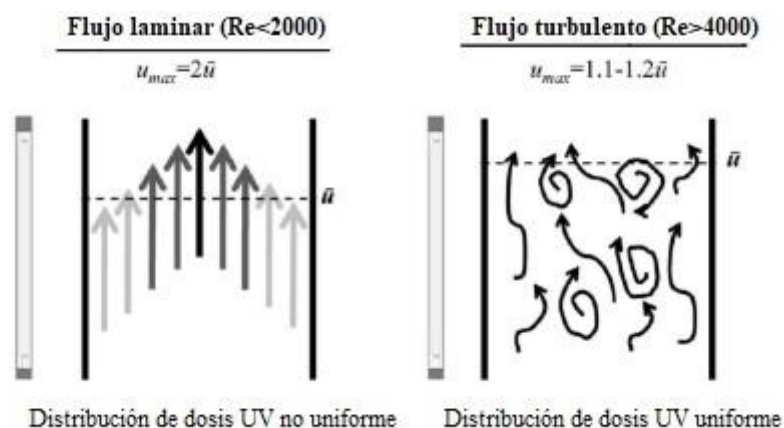 Flujo laminar (Re<2000)
u_max=2ū
ū
Distribución de dosis UV no uniforme
Flujo turbulento (Re>4000)
u_max=1.1-1.2ū
ū
Distribución de dosis UV uniforme